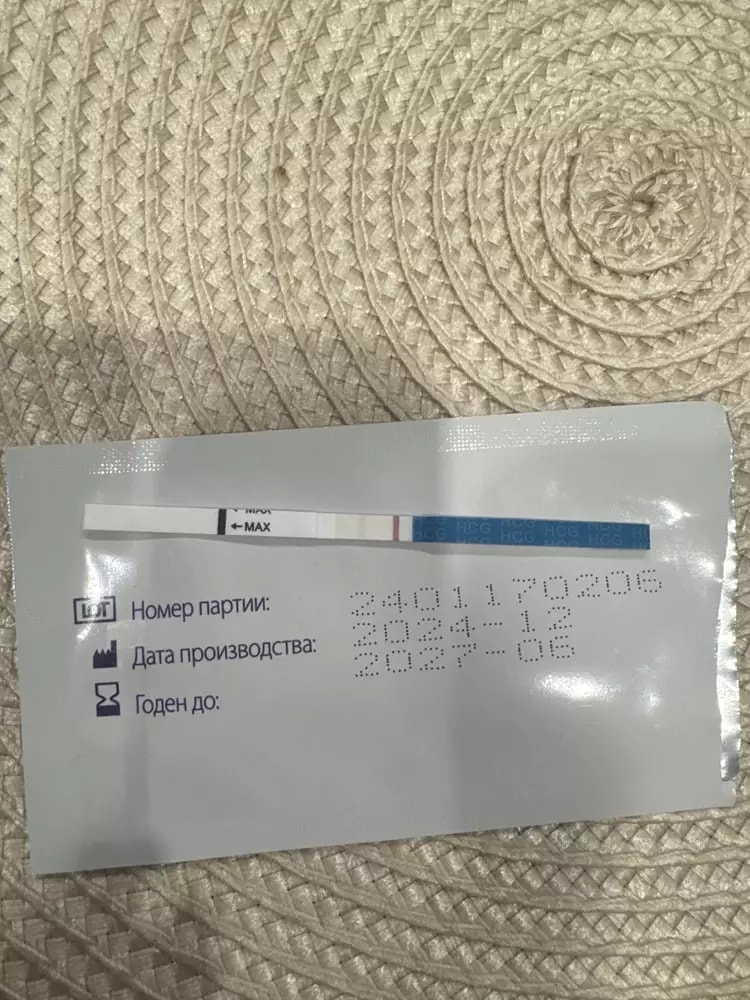 ←MAX
←MAX
HCG HCG HCG HCG
HCG HCG HCG HCG
LOT Номер партии: 2401170206
Дата производства: 2024-12
Годен до: 2027-06